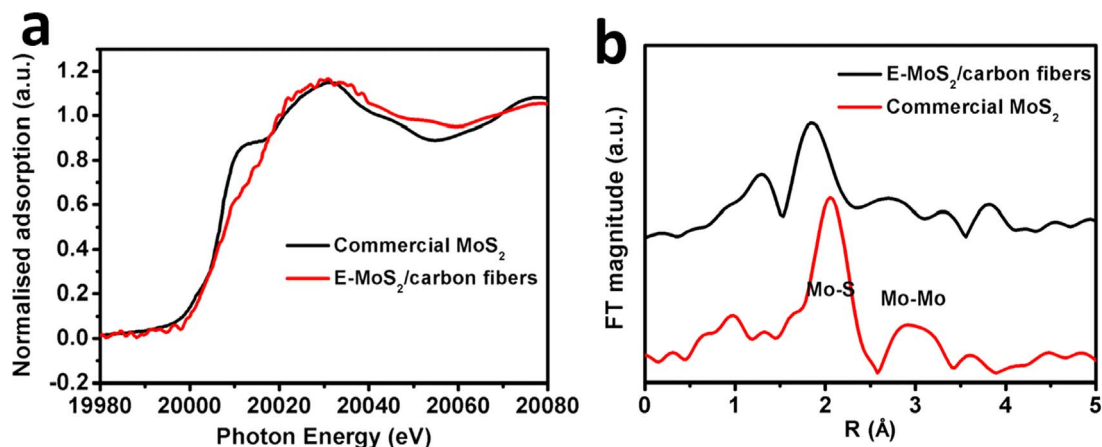 a
Normalised adsorption (a.u.)
1.2
1.0
0.8
0.6
0.4
0.2
0.0
-0.2
Commercial MoS₂
E-MoS₂/carbon fibers
19980 20000 20020 20040 20060 20080
Photon Energy (eV)
b
FT magnitude (a.u.)
E-MoS₂/carbon fibers
Commercial MoS₂
Mo-S
Mo-Mo
0 1 2 3 4 5
R (Å)